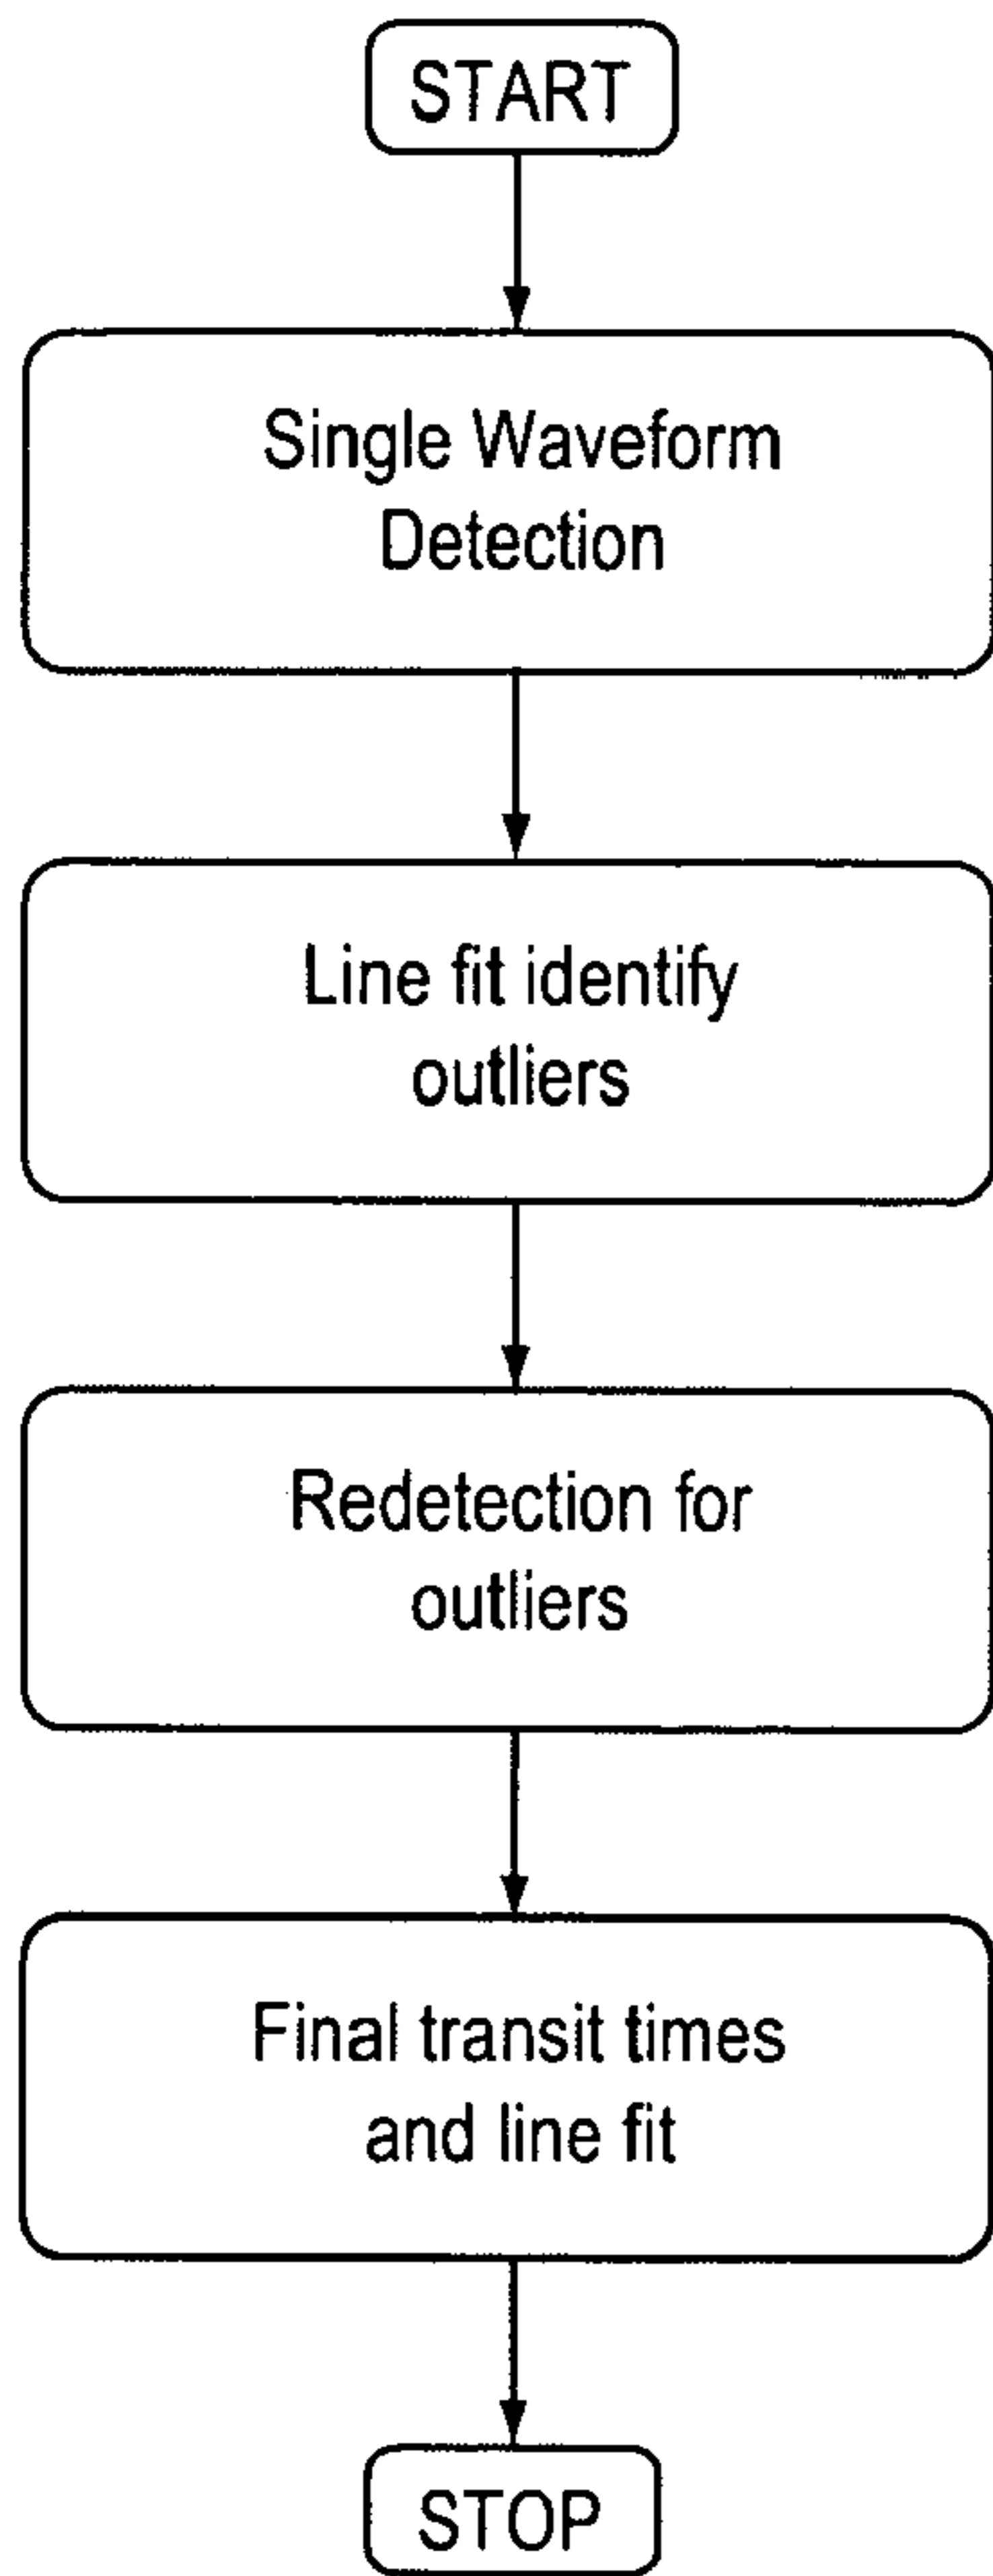 START
Single Waveform
Detection
Line fit identify
outliers
Redetection for
outliers
Final transit times
and line fit
STOP